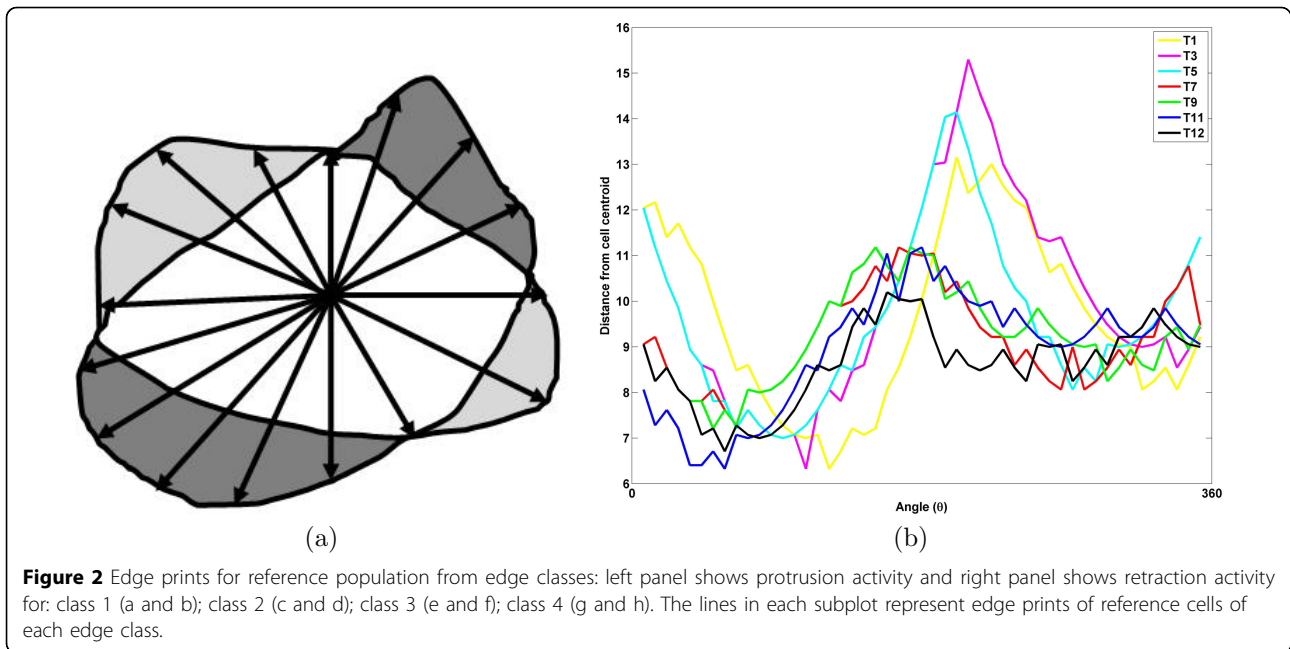 16
15
14
13
12
11
10
9
8
7
6
Distance from cell centroid
T1
T3
T5
T7
T9
T11
T12
0
360
Angle (θ)
(a)
(b)
Figure 2 Edge prints for reference population from edge classes: left panel shows protrusion activity and right panel shows retraction activity
for: class 1 (a and b); class 2 (c and d); class 3 (e and f); class 4 (g and h). The lines in each subplot represent edge prints of reference cells of
each edge class.